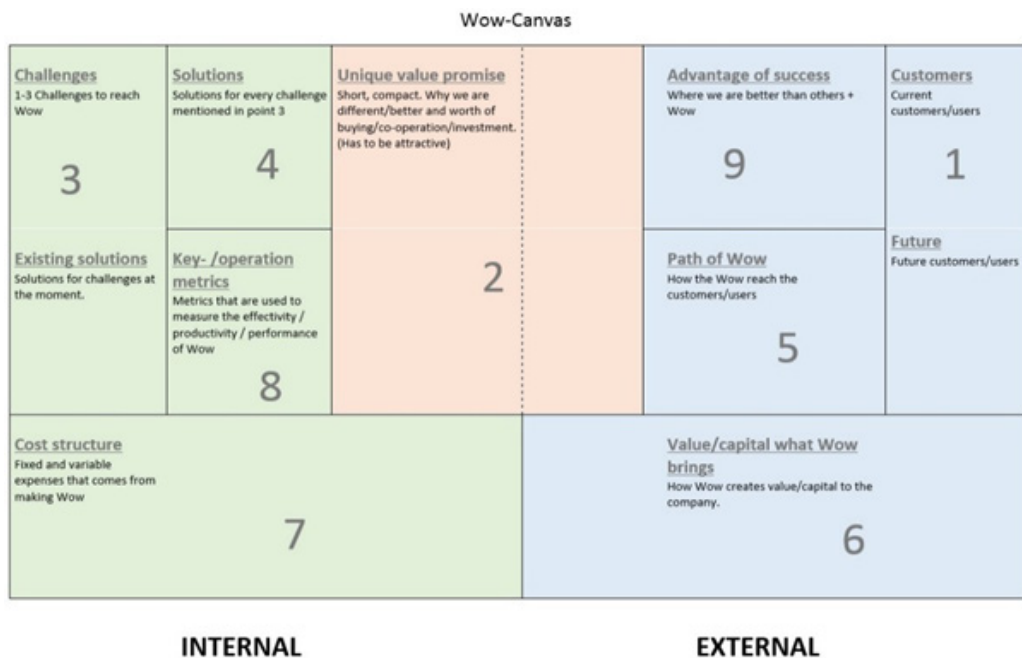 Wow-Canvas
Challenges
1-3 Challenges to reach
Wow
3
Solutions
Solutions for every challenge
mentioned in point 3
4
Unique value promise
Short, compact. Why we are
different/better and worth of
buying/co-operation/investment.
(Has to be attractive)
2
Advantage of success
Where we are better than others +
Wow
9
Customers
Current
customers/users
1
Existing solutions
Solutions for challenges at
the moment.
Key- /operation
metrics
Metrics that are used to
measure the effectivity /
productivity / performance
of Wow
8
Path of Wow
How the Wow reach the
customers/users
5
Future
Future customers/users
Cost structure
Fixed and variable
expenses that comes from
making Wow
7
Value/capital what Wow
brings
How Wow creates value/capital to the
company.
6
INTERNAL
EXTERNAL